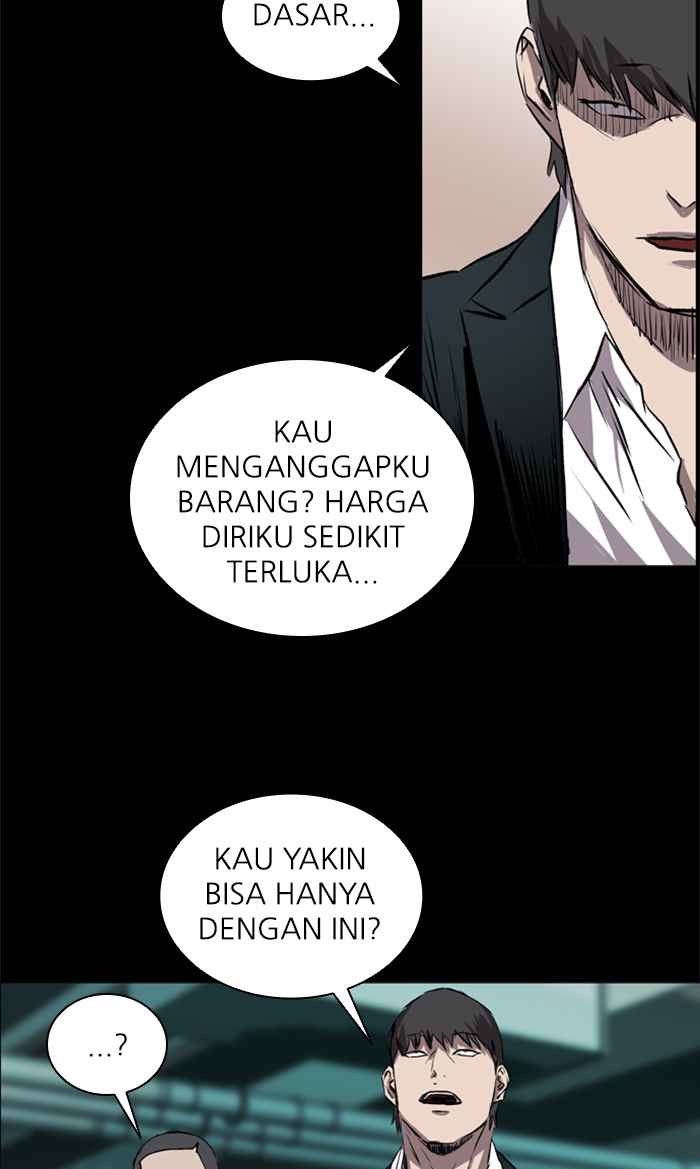 DASAR...
KAU
MENGANGGAPKU
BARANG? HARGA
DIRIKU SEDIKIT
TERLUKA...
KAU YAKIN
BISA HANYA
DENGAN INI?
...?